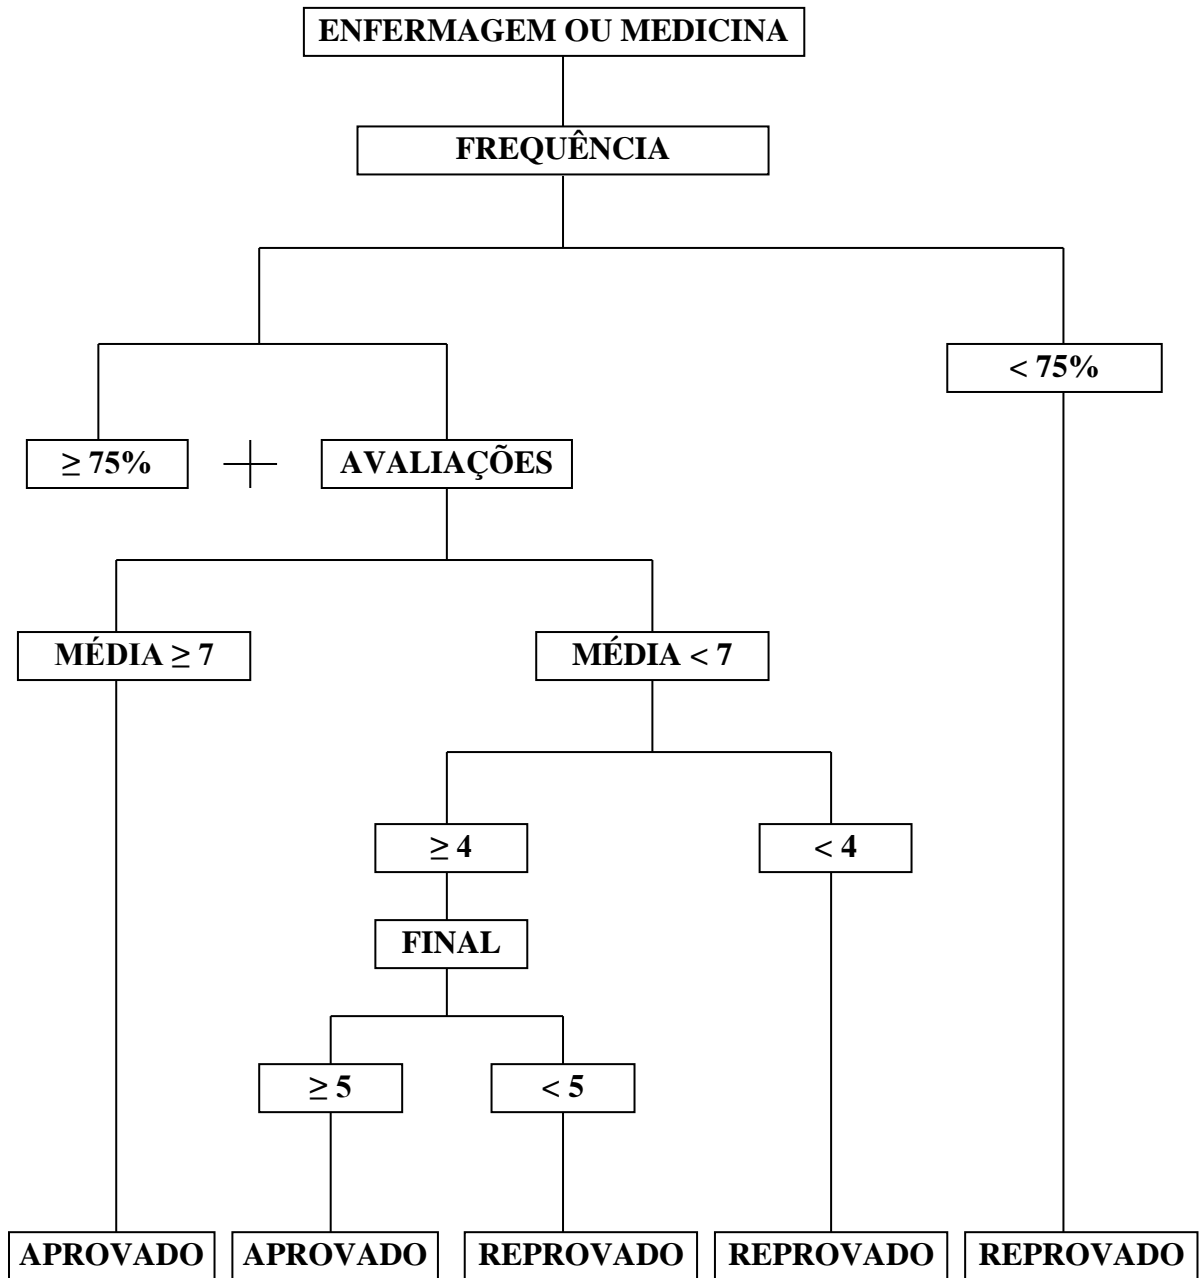 ENFERMAGEM OU MEDICINA
FREQUÊNCIA
< 75%
≥ 75%
AVALIAÇÕES
MÉDIA ≥ 7
MÉDIA < 7
≥ 4
< 4
FINAL
≥ 5
< 5
APROVADO
APROVADO
REPROVADO
REPROVADO
REPROVADO